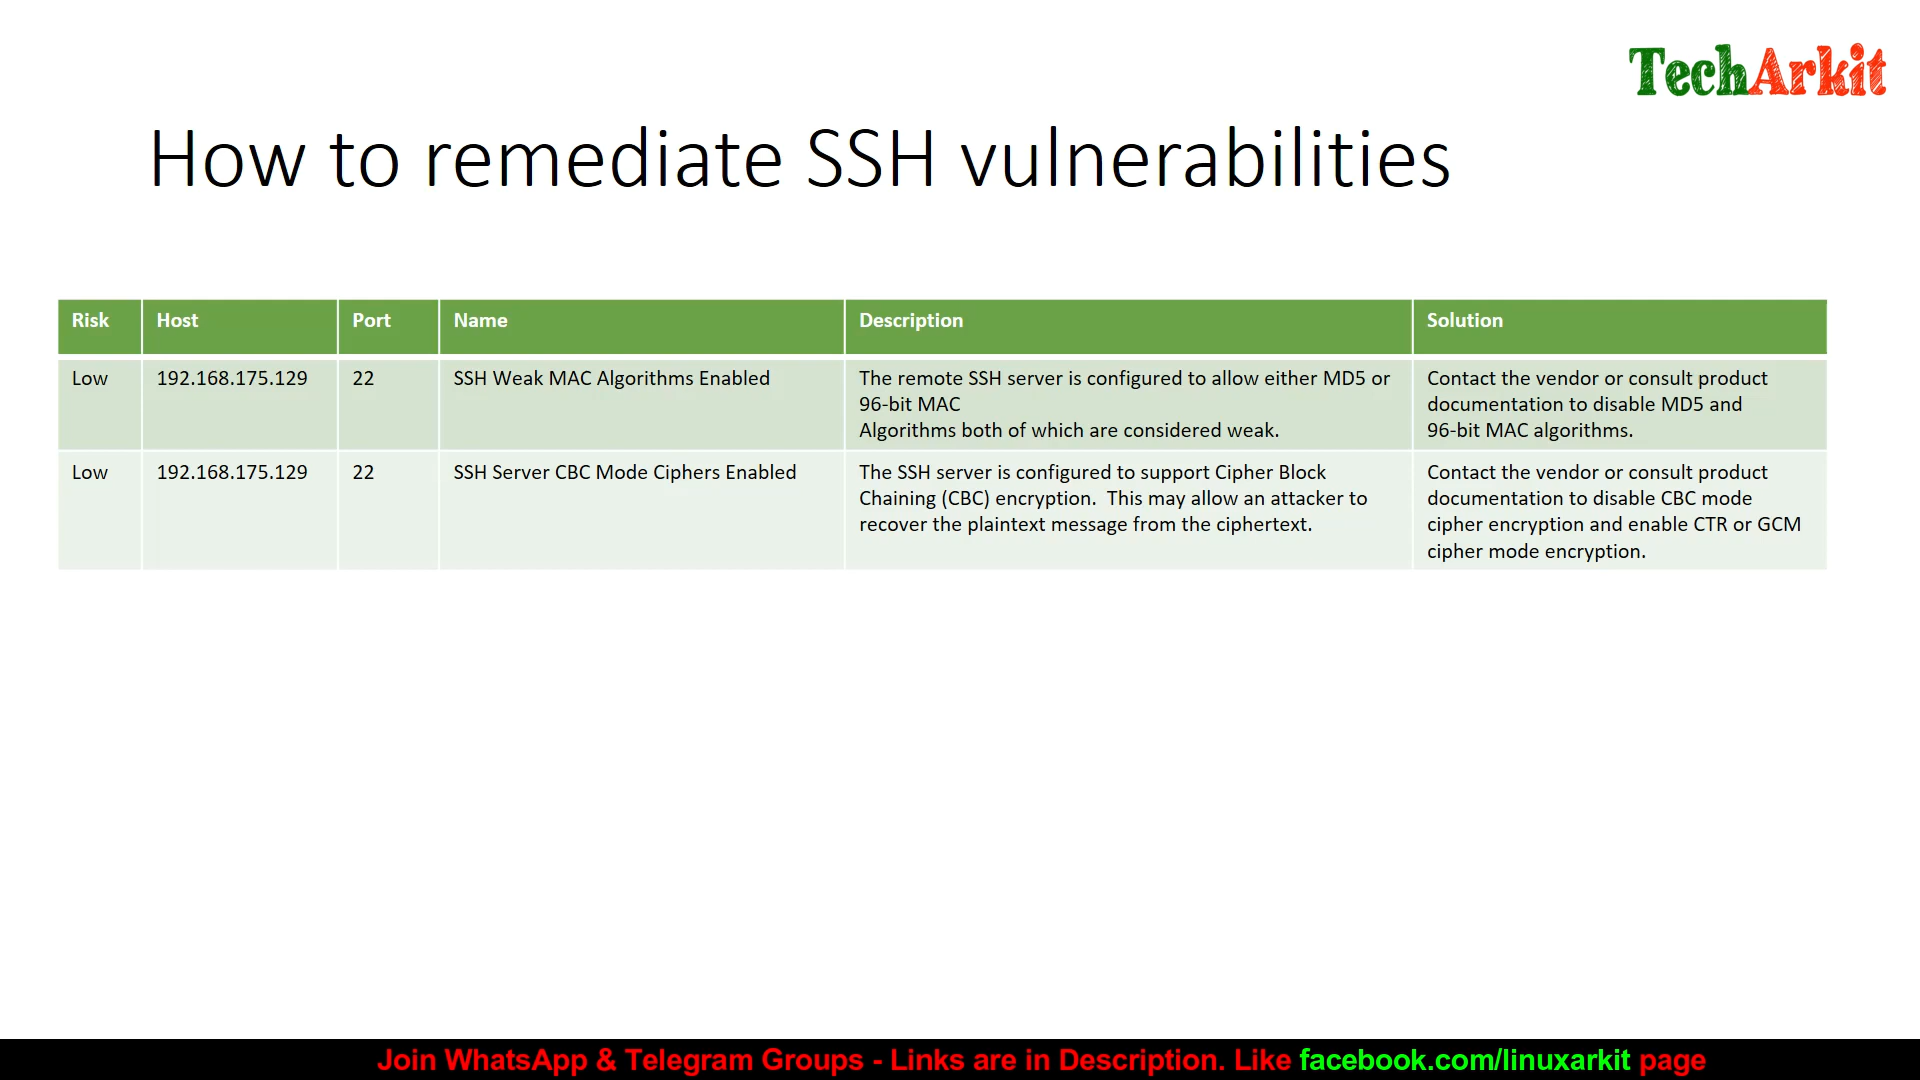 TechArkit
How to remediate SSH vulnerabilities
Risk Host Port Name Description Solution
Low 192.168.175.129 22 SSH Weak MAC Algorithms Enabled The remote SSH server is configured to allow either MD5 or Contact the vendor or consult product
96-bit MAC documentation to disable MD5 and
Algorithms both of which are considered weak. 96-bit MAC algorithms.
Low 192.168.175.129 22 SSH Server CBC Mode Ciphers Enabled The SSH server is configured to support Cipher Block Contact the vendor or consult product
Chaining (CBC) encryption.  This may allow an attacker to documentation to disable CBC mode
recover the plaintext message from the ciphertext. cipher encryption and enable CTR or GCM
cipher mode encryption.
Join WhatsApp & Telegram Groups - Links are in Description. Like facebook.com/linuxarkit page